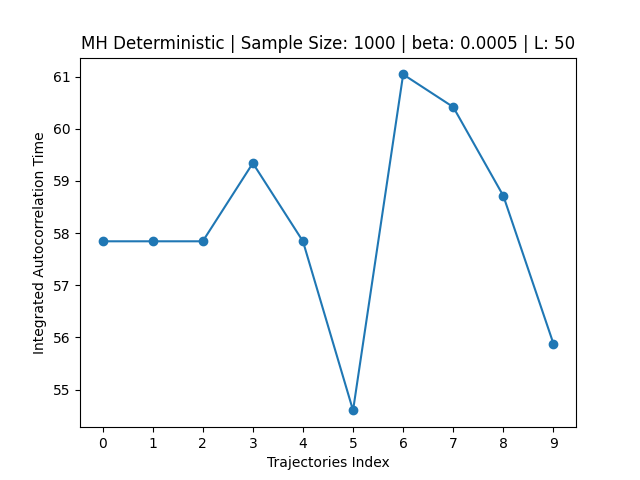 MH Deterministic | Sample Size: 1000 | beta: 0.0005 | L: 50
61
60
59
58
57
56
55
Integrated Autocorrelation Time
0 1 2 3 4 5 6 7 8 9
Trajectories Index